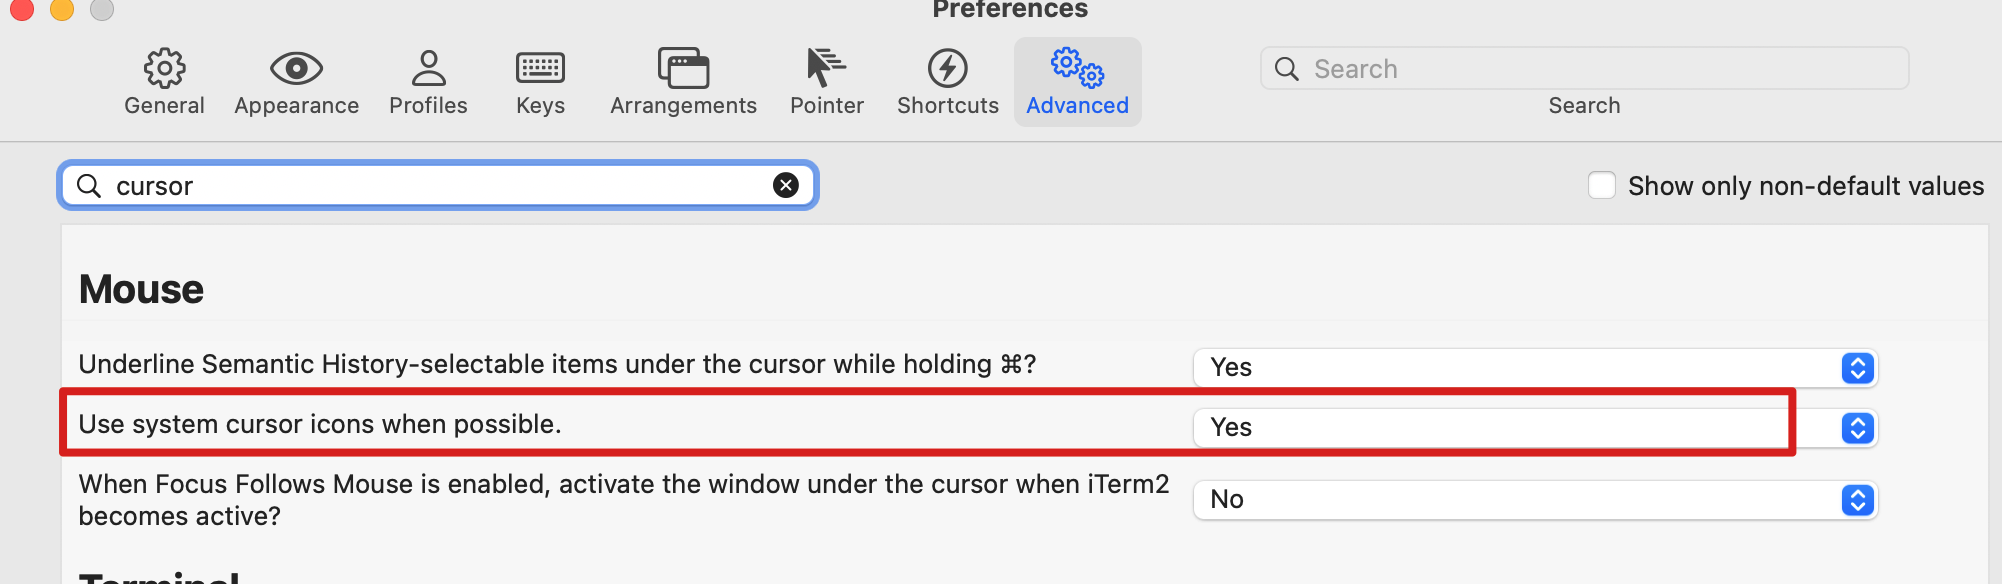 Preferences
General
Appearance
Profiles
Keys
Arrangements
Pointer
Shortcuts
Advanced
Search
Search
cursor
Show only non-default values
Mouse
Underline Semantic History-selectable items under the cursor while holding ⌘?
Yes
Use system cursor icons when possible.
Yes
When Focus Follows Mouse is enabled, activate the window under the cursor when iTerm2
becomes active?
No
Terminal